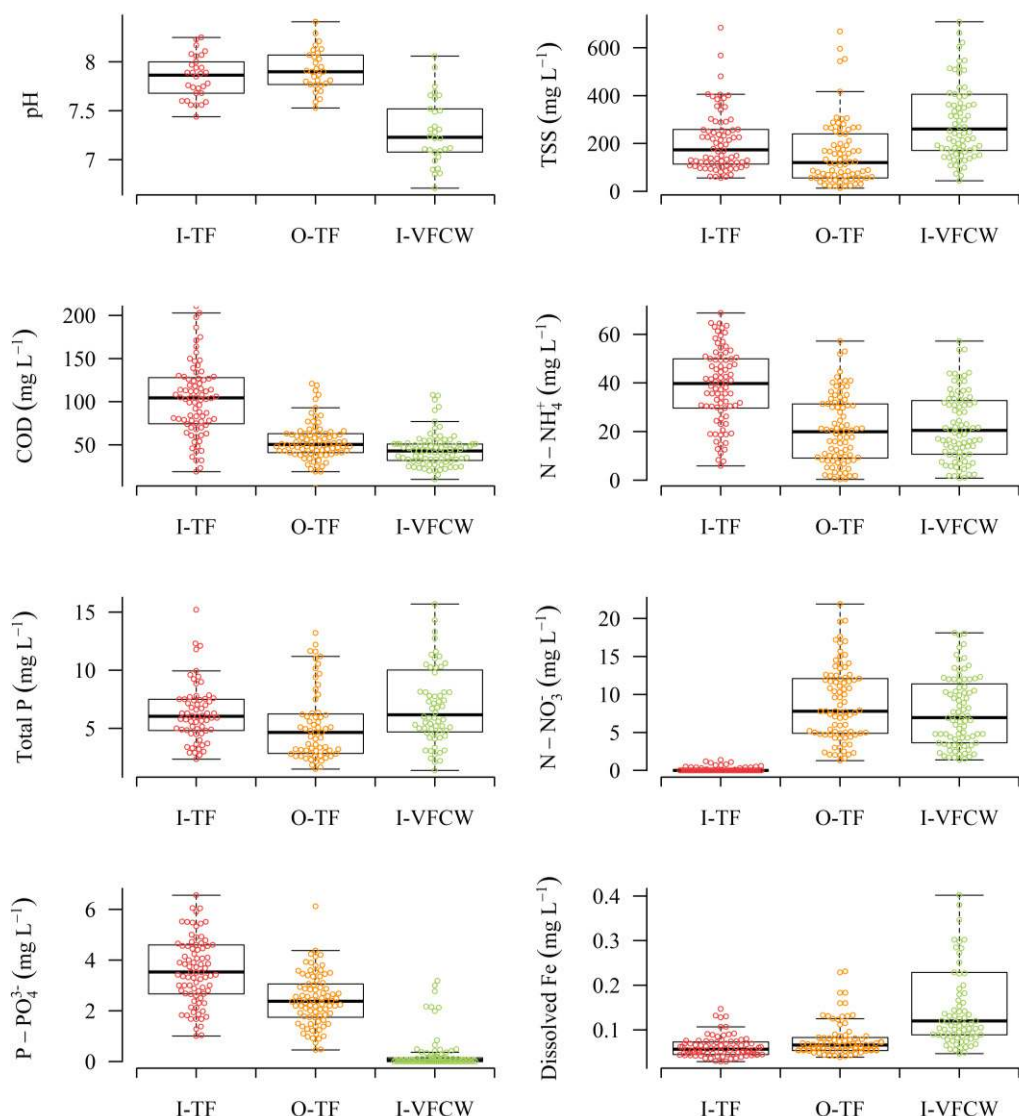 pH
8
7.5
7
I-TF O-TF I-VFCW
TSS (mg L⁻¹)
600
400
200
0
I-TF O-TF I-VFCW
COD (mg L⁻¹)
200
150
100
50
I-TF O-TF I-VFCW
N − NH₄⁺ (mg L⁻¹)
60
40
20
0
I-TF O-TF I-VFCW
Total P (mg L⁻¹)
15
10
5
I-TF O-TF I-VFCW
N − NO₃⁻ (mg L⁻¹)
20
15
10
5
0
I-TF O-TF I-VFCW
P − PO₄³⁻ (mg L⁻¹)
6
4
2
0
I-TF O-TF I-VFCW
Dissolved Fe (mg L⁻¹)
0.4
0.3
0.2
0.1
I-TF O-TF I-VFCW